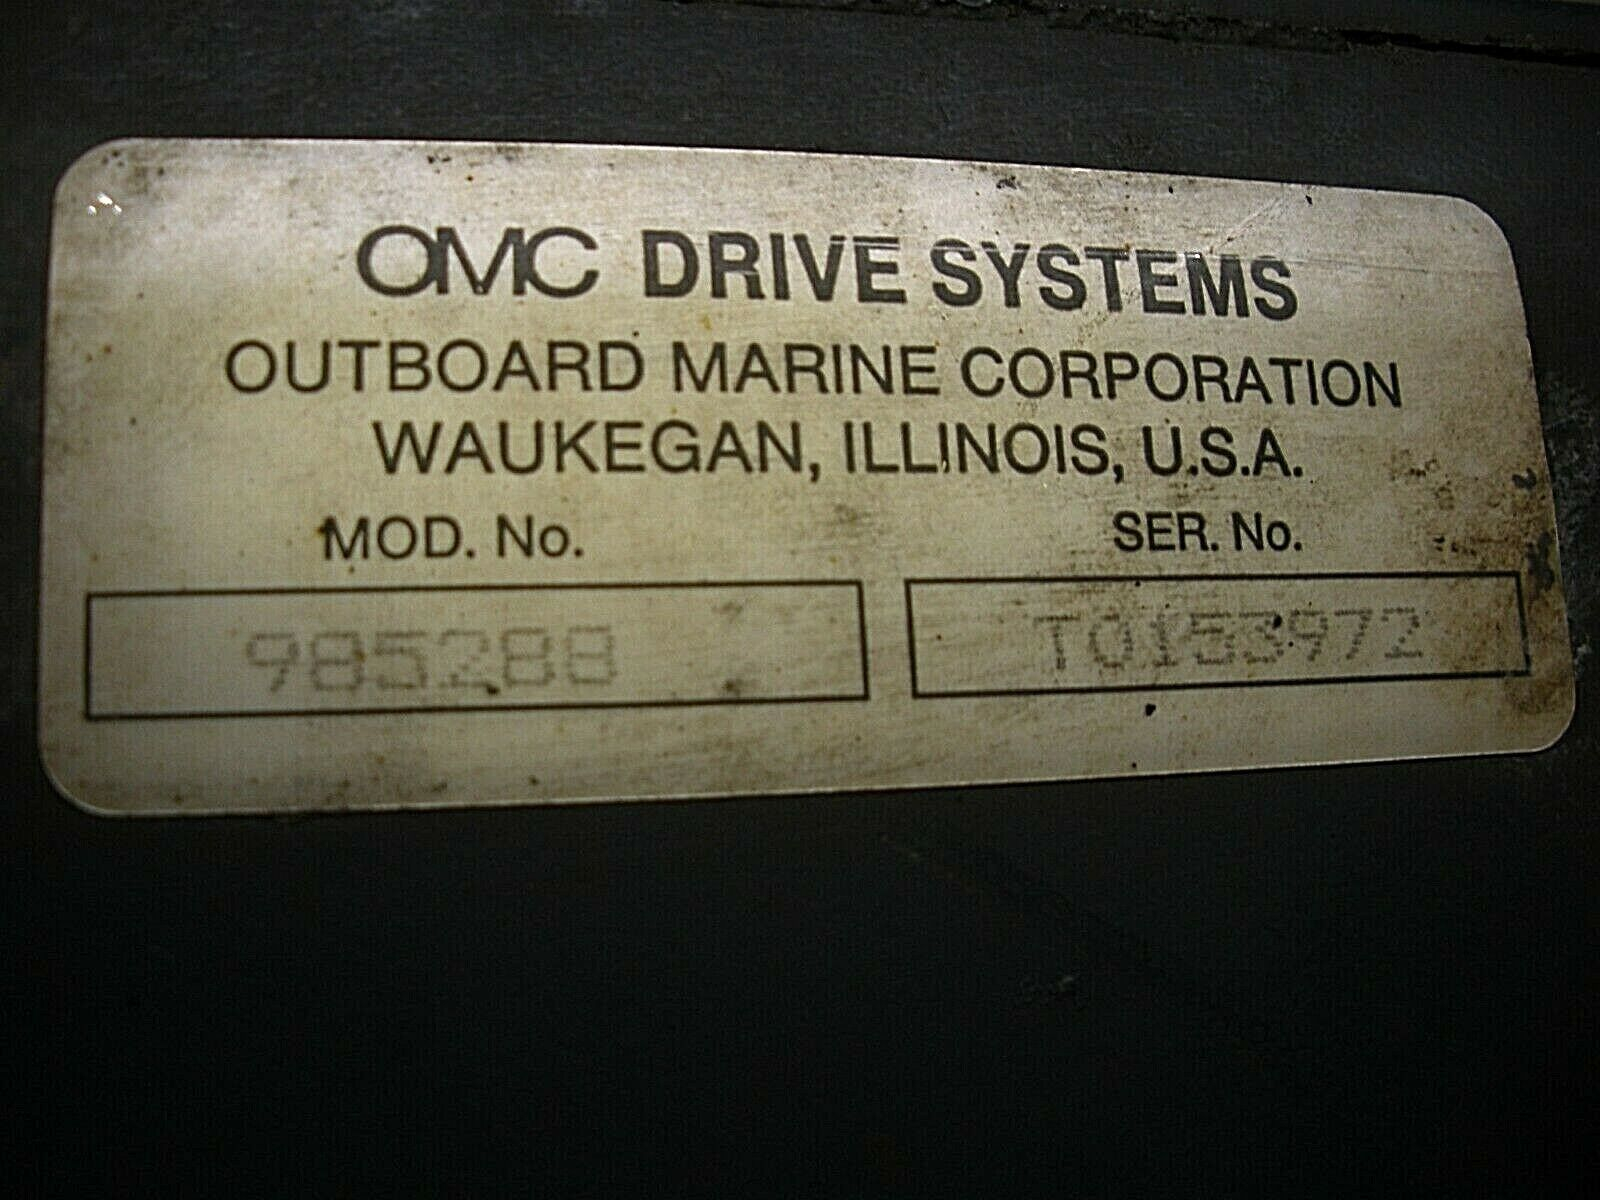 OMC DRIVE SYSTEMS
OUTBOARD MARINE CORPORATION
WAUKEGAN, ILLINOIS, U.S.A.
MOD. No. SER. No.
985288 T0153972